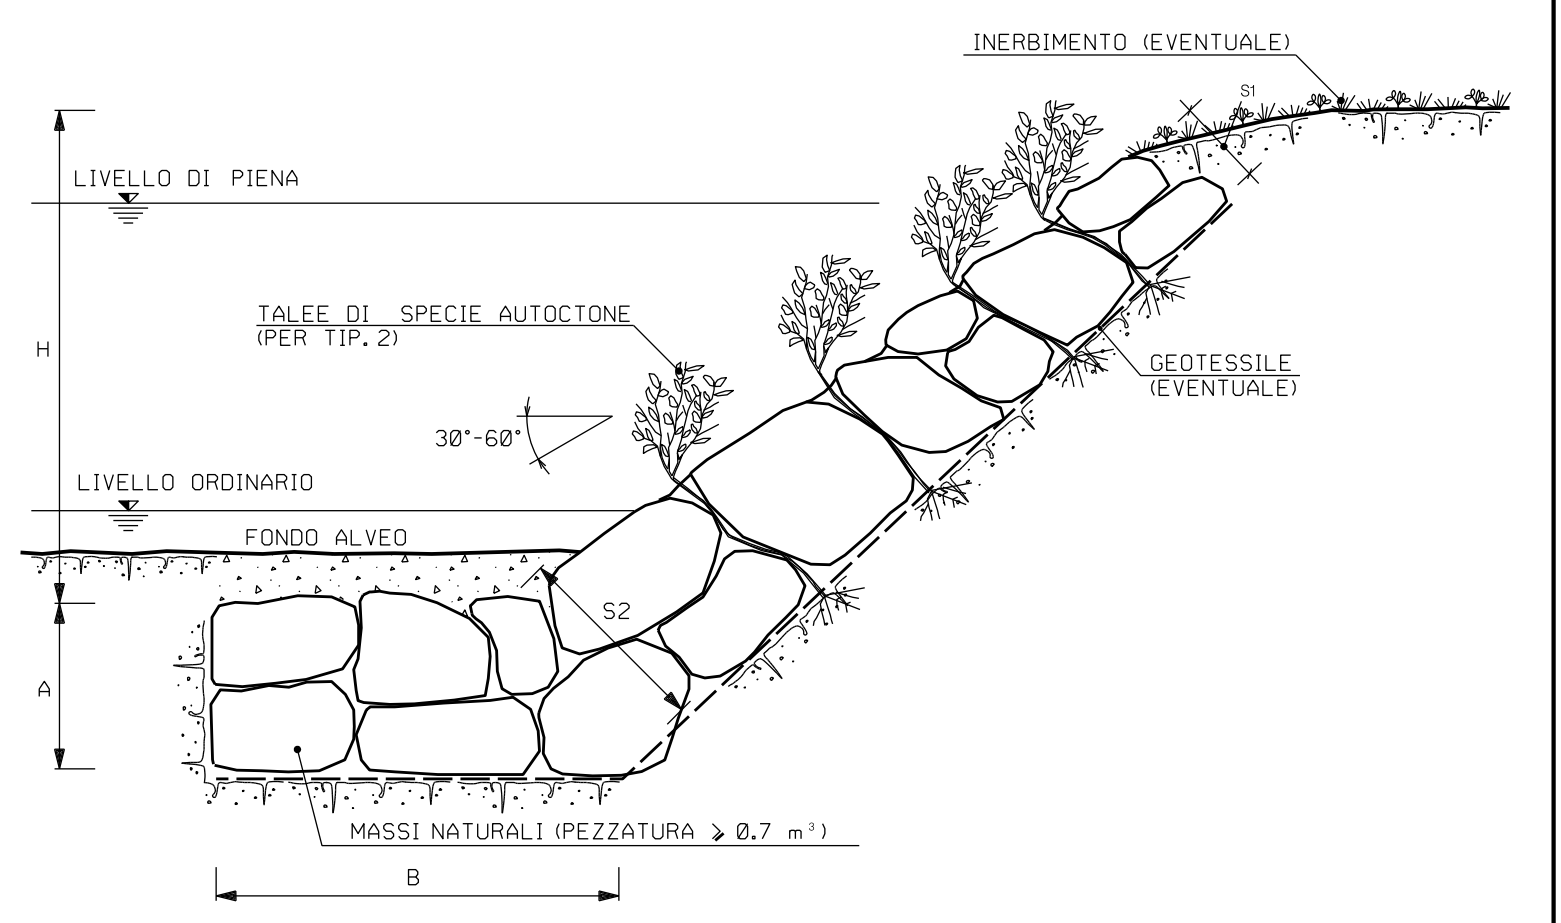 INERBIMENTO (EVENTUALE)
S1
LIVELLO DI PIENA
TALEE DI SPECIE AUTOCTONE
(PER TIP. 2)
H
GEOTESSILE
(EVENTUALE)
30°-60°
LIVELLO ORDINARIO
FONDO ALVEO
S2
A
MASSI NATURALI (PEZZATURA ⩾ 0.7 m³)
B